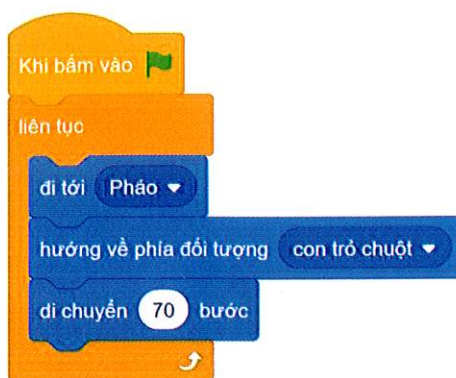 Khi bấm vào
liên tục
đi tới Pháo
hướng về phía đối tượng con trỏ chuột
di chuyển 70 bước